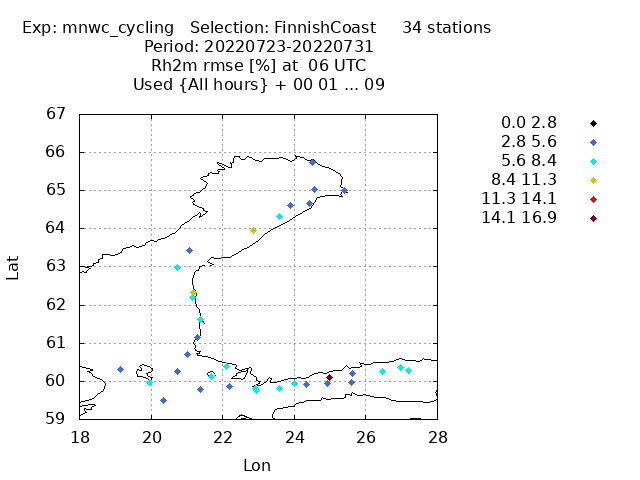 Exp: mnwc_cycling   Selection: FinnishCoast     34 stations
Period: 20220723-20220731
Rh2m rmse [%] at  06 UTC
Used {All hours} + 00 01 ... 09
67
66
65
64
63
62
61
60
59
Lat
18 20 22 24 26 28
Lon
0.0 2.8
2.8 5.6
5.6 8.4
8.4 11.3
11.3 14.1
14.1 16.9